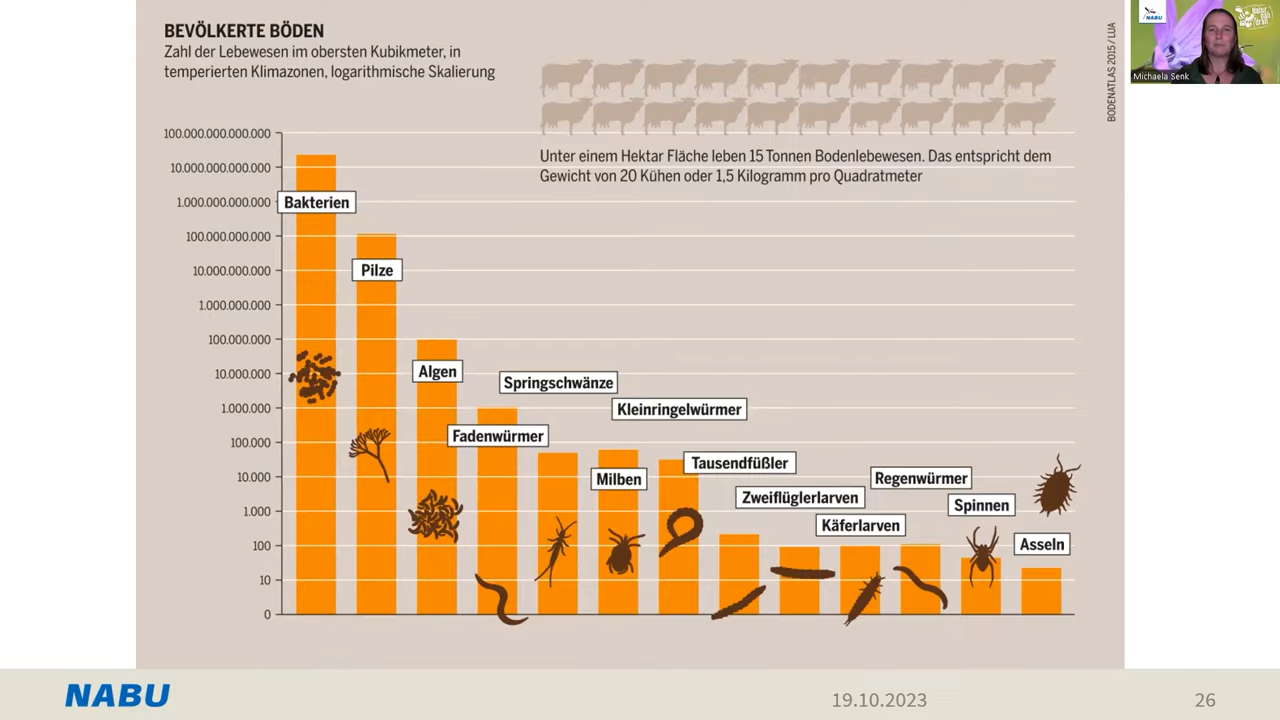 BEVÖLKERTE BÖDEN
Zahl der Lebewesen im obersten Kubikmeter, in
temperierten Klimazonen, logarithmische Skalierung
Unter einem Hektar Fläche leben 15 Tonnen Bodenlebewesen. Das entspricht dem
Gewicht von 20 Kühen oder 1,5 Kilogramm pro Quadratmeter
BODENATLAS 2015 / LUA
100.000.000.000.000
10.000.000.000.000
1.000.000.000.000
100.000.000.000
10.000.000.000
1.000.000.000
100.000.000
10.000.000
1.000.000
100.000
10.000
1.000
100
10
0
Bakterien
Pilze
Algen
Fadenwürmer
Springschwänze
Milben
Kleinringelwürmer
Tausendfüßler
Zweiflüglerlarven
Käferlarven
Regenwürmer
Spinnen
Asseln
NABU
Michaela Senk
NABU
19.10.2023
26